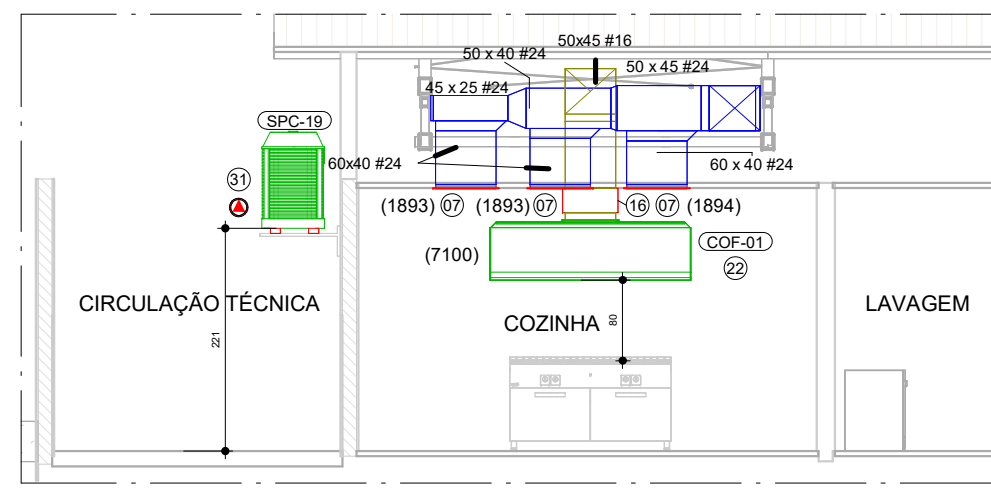 50x45 #16
50 x 40 #24
50 x 45 #24
45 x 25 #24
SPC-19
60x40 #24
60 x 40 #24
31
(1893) 07 (1893) 07 16 07 (1894)
COF-01
(7100)
22
CIRCULAÇÃO TÉCNICA
COZINHA
LAVAGEM
80
221